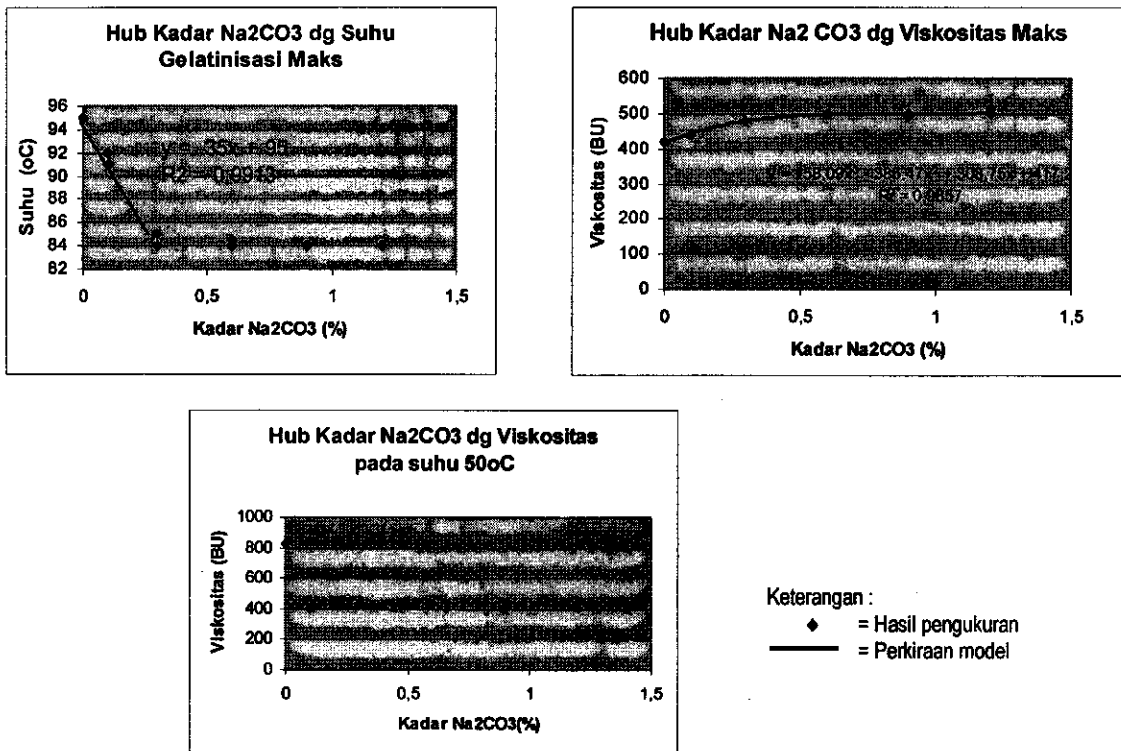 Hub Kadar Na2CO3 dg Suhu
Gelatinisasi Maks
Suhu (oC)
96
94
92
90
88
86
84
82
R2 = 0,9913
0
0,5
1
1,5
Kadar Na2CO3 (%)
Hub Kadar Na2 CO3 dg Viskositas Maks
Viskositas (BU)
600
500
400
300
200
100
0
0
0,5
1
1,5
Kadar Na2CO3 (%)
Hub Kadar Na2CO3 dg Viskositas
pada suhu 50oC
Viskositas (BU)
1000
800
600
400
200
0
0
0,5
1
1,5
Kadar Na2CO3(%)
Keterangan :
= Hasil pengukuran
= Perkiraan model